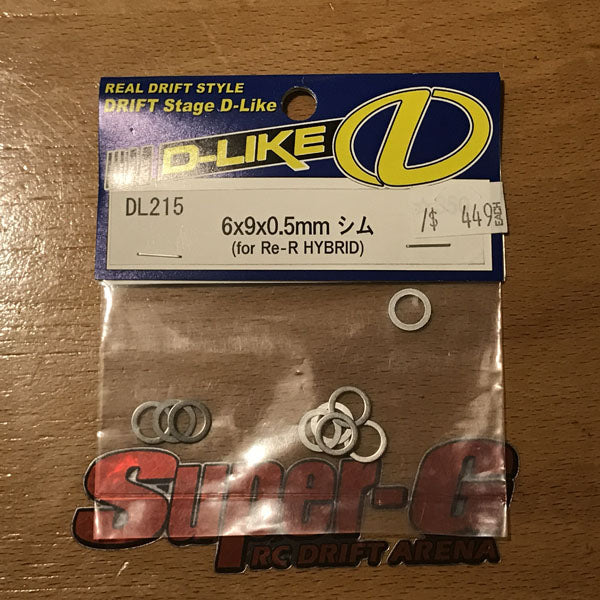 REAL DRIFT STYLE
DRIFT Stage D-Like
D-LIKE
DL215
6x9x0.5mm シム
(for Re-R HYBRID)
/$ 449 EACH
Super-G
RC DRIFT ARENA